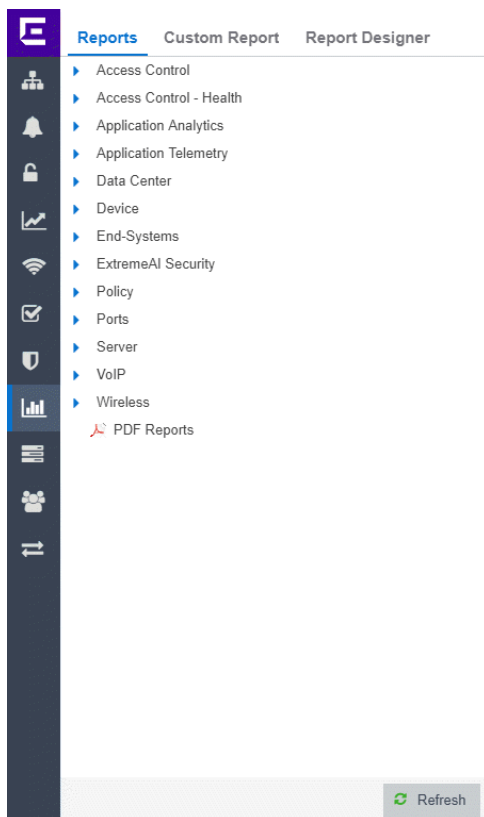 Reports Custom Report Report Designer
Access Control
Access Control - Health
Application Analytics
Application Telemetry
Data Center
Device
End-Systems
ExtremeAI Security
Policy
Ports
Server
VoIP
Wireless
PDF Reports
Refresh